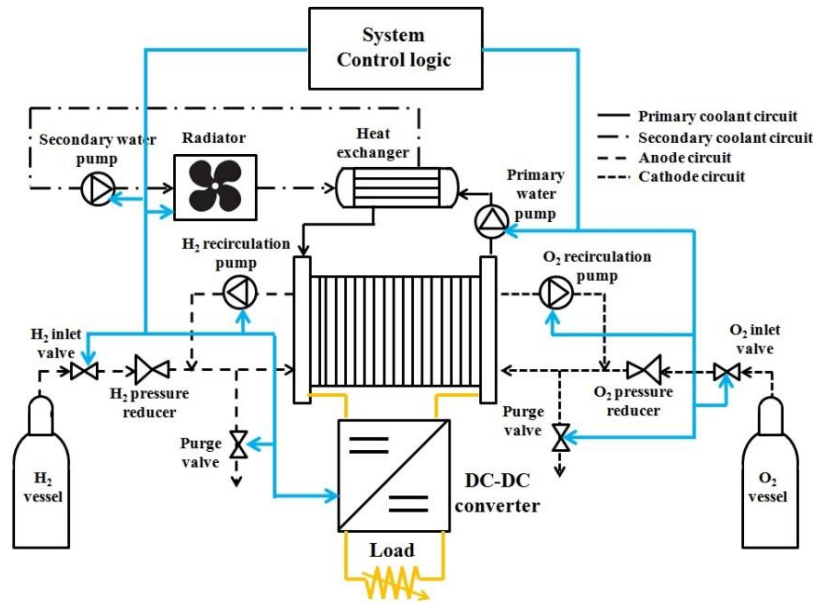 System
Control logic
Primary coolant circuit
Secondary coolant circuit
Anode circuit
Cathode circuit
Secondary water
pump
Radiator
Heat
exchanger
Primary
water
pump
H₂ recirculation
pump
O₂ recirculation
pump
H₂ inlet
valve
O₂ inlet
valve
H₂ pressure
reducer
O₂ pressure
reducer
Purge
valve
Purge
valve
H₂
vessel
DC-DC
converter
O₂
vessel
Load